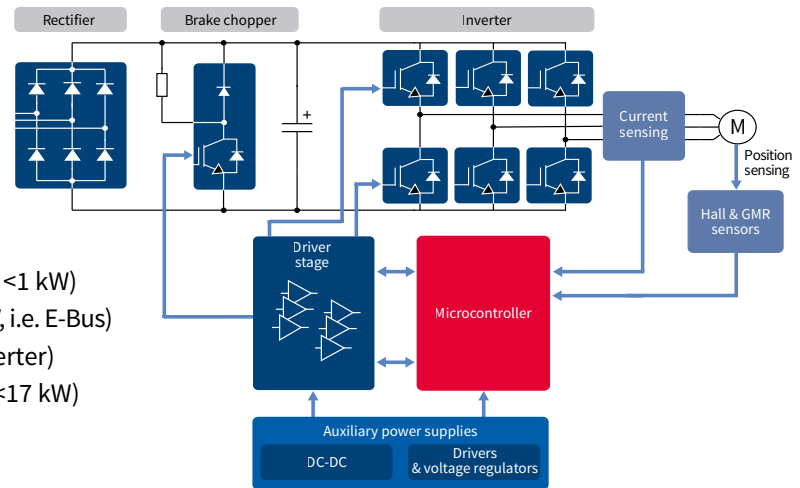 Rectifier
Brake chopper
Inverter
+
Current
sensing
M
Position
sensing
Hall & GMR
sensors
Driver
stage
Microcontroller
<1 kW)
, i.e. E-Bus)
erter)
<17 kW)
Auxiliary power supplies
DC-DC
Drivers
& voltage regulators